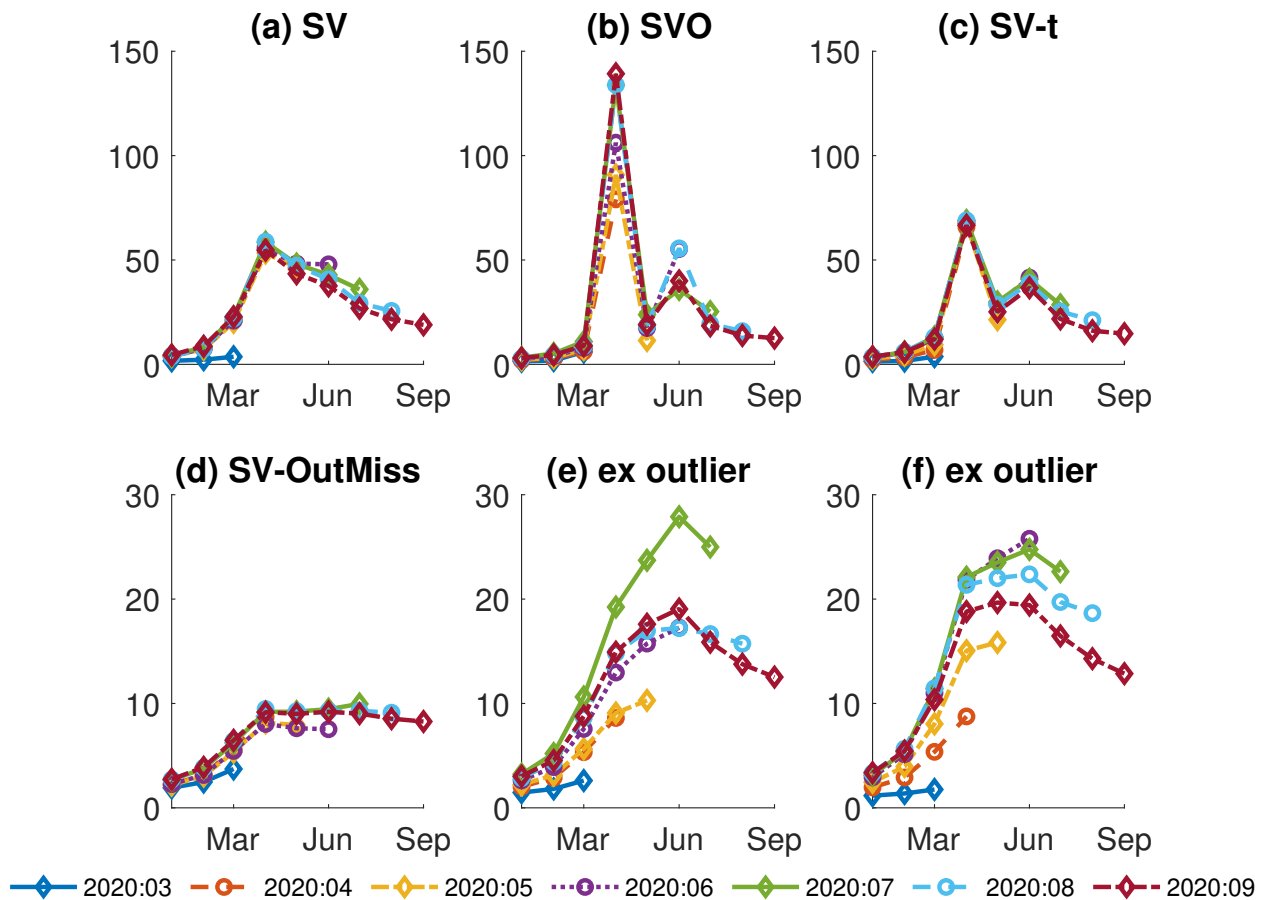 (a) SV
(b) SVO
(c) SV-t
150
100
50
0
Mar Jun Sep
150
100
50
0
Mar Jun Sep
150
100
50
0
Mar Jun Sep
(d) SV-OutMiss
(e) ex outlier
(f) ex outlier
30
20
10
0
Mar Jun Sep
30
20
10
0
Mar Jun Sep
30
20
10
0
Mar Jun Sep
2020:03 2020:04 2020:05 2020:06 2020:07 2020:08 2020:09